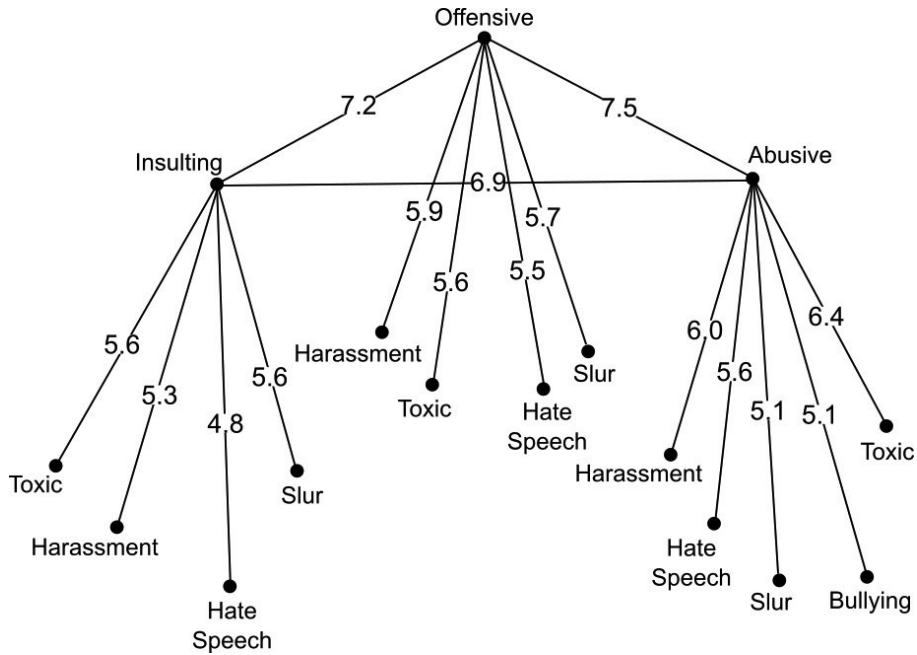 Offensive
7.2
7.5
Insulting
Abusive
6.9
5.9
5.7
5.6
5.5
6.4
6.0
Harassment
5.6
5.6
Slur
5.3
5.6
4.8
Toxic
Hate
Speech
5.1
5.1
Toxic
Harassment
Toxic
Slur
Harassment
Hate
Speech
Slur
Bullying
Hate
Speech